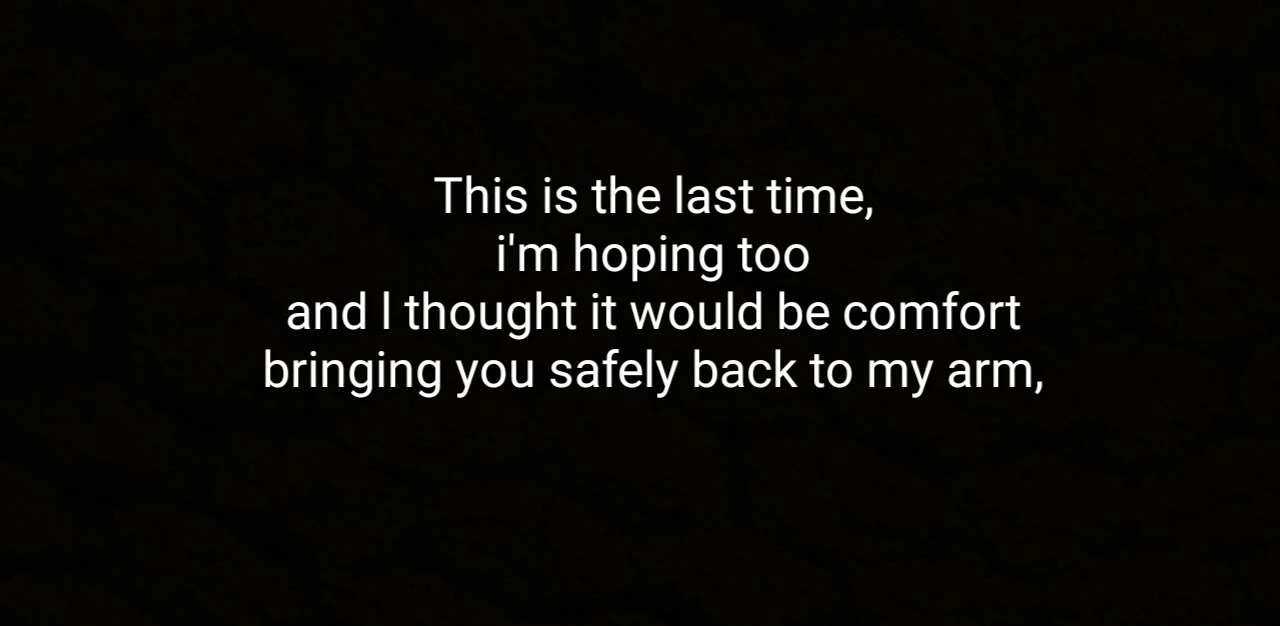 This is the last time,
i'm hoping too
and I thought it would be comfort
bringing you safely back to my arm,